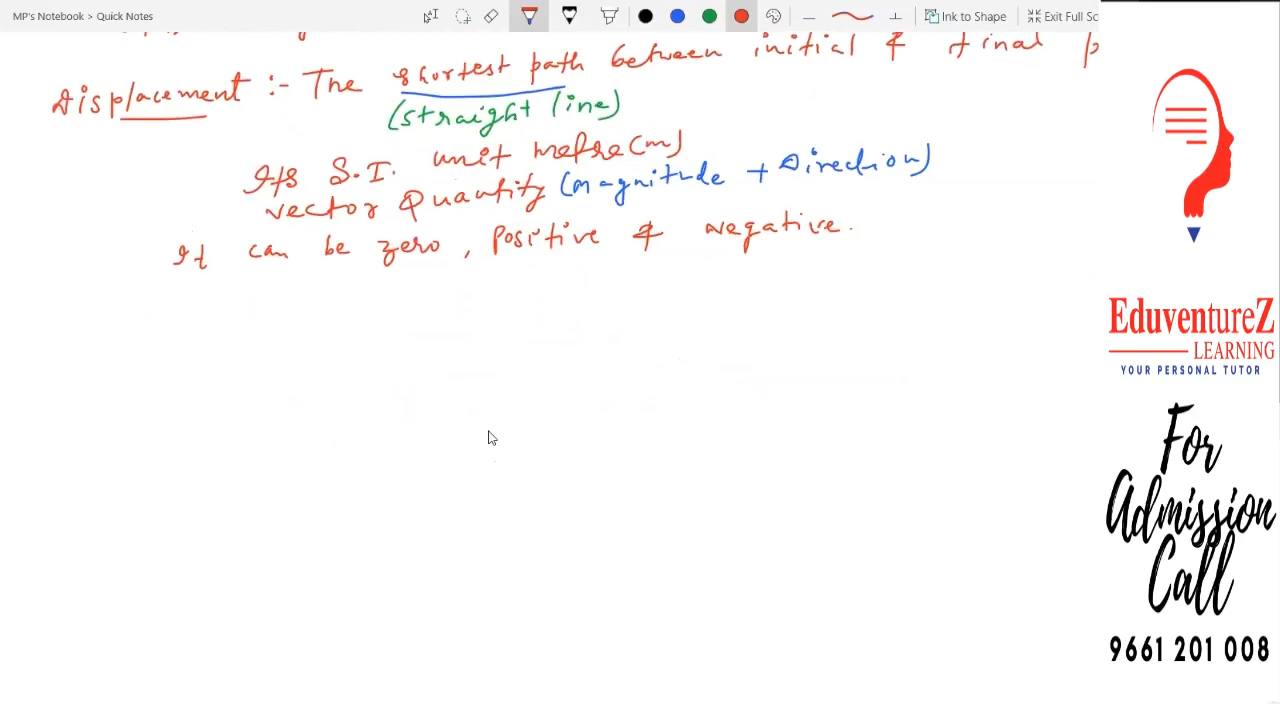 MP's Notebook > Quick Notes
Ink to Shape
Exit Full Sc
Displacement :- The shortest path between initial & final p
(straight line)
Its S.I. unit metre(m)
vector Quantity (magnitude + Direction)
It can be zero, Positive & negative.
EduventureZ
LEARNING
YOUR PERSONAL TUTOR
For
Admission
Call
9661 201 008